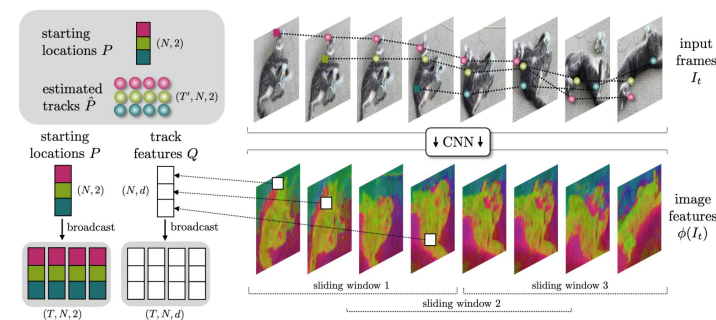 starting
locations P
(N, 2)
estimated
tracks P̂
(T′, N, 2)
input
frames
I_t
↓ CNN ↓
starting
locations P
(N, 2)
broadcast
(T, N, 2)
track
features Q
(N, d)
broadcast
(T, N, d)
image
features
ϕ(I_t)
sliding window 1
sliding window 3
sliding window 2